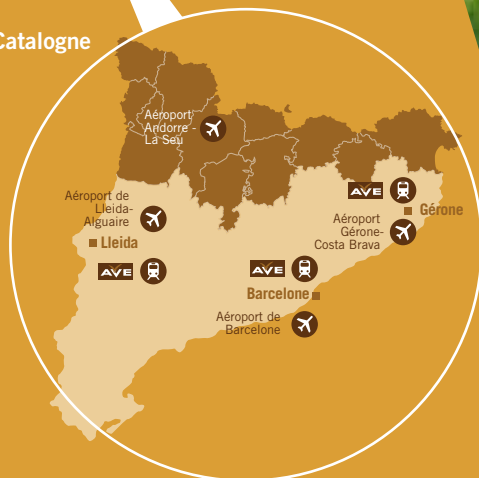 Catalogne
Aéroport
Andorre -
La Seu
Aéroport de
Lleida-
Alguaire
Lleida
AVE
AVE
Gérone
Aéroport
Gérone-
Costa Brava
AVE
Barcelone
Aéroport de
Barcelone